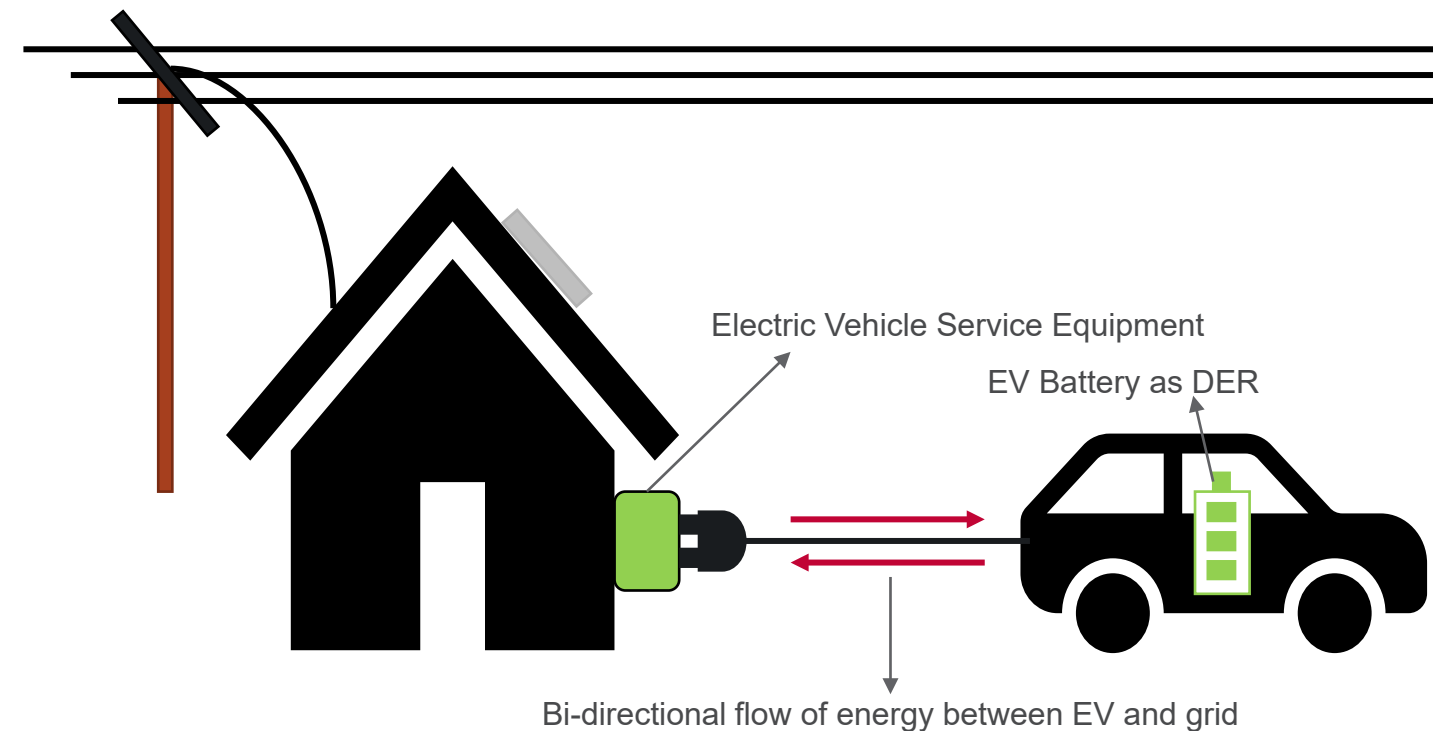 Electric Vehicle Service Equipment
EV Battery as DER
Bi-directional flow of energy between EV and grid